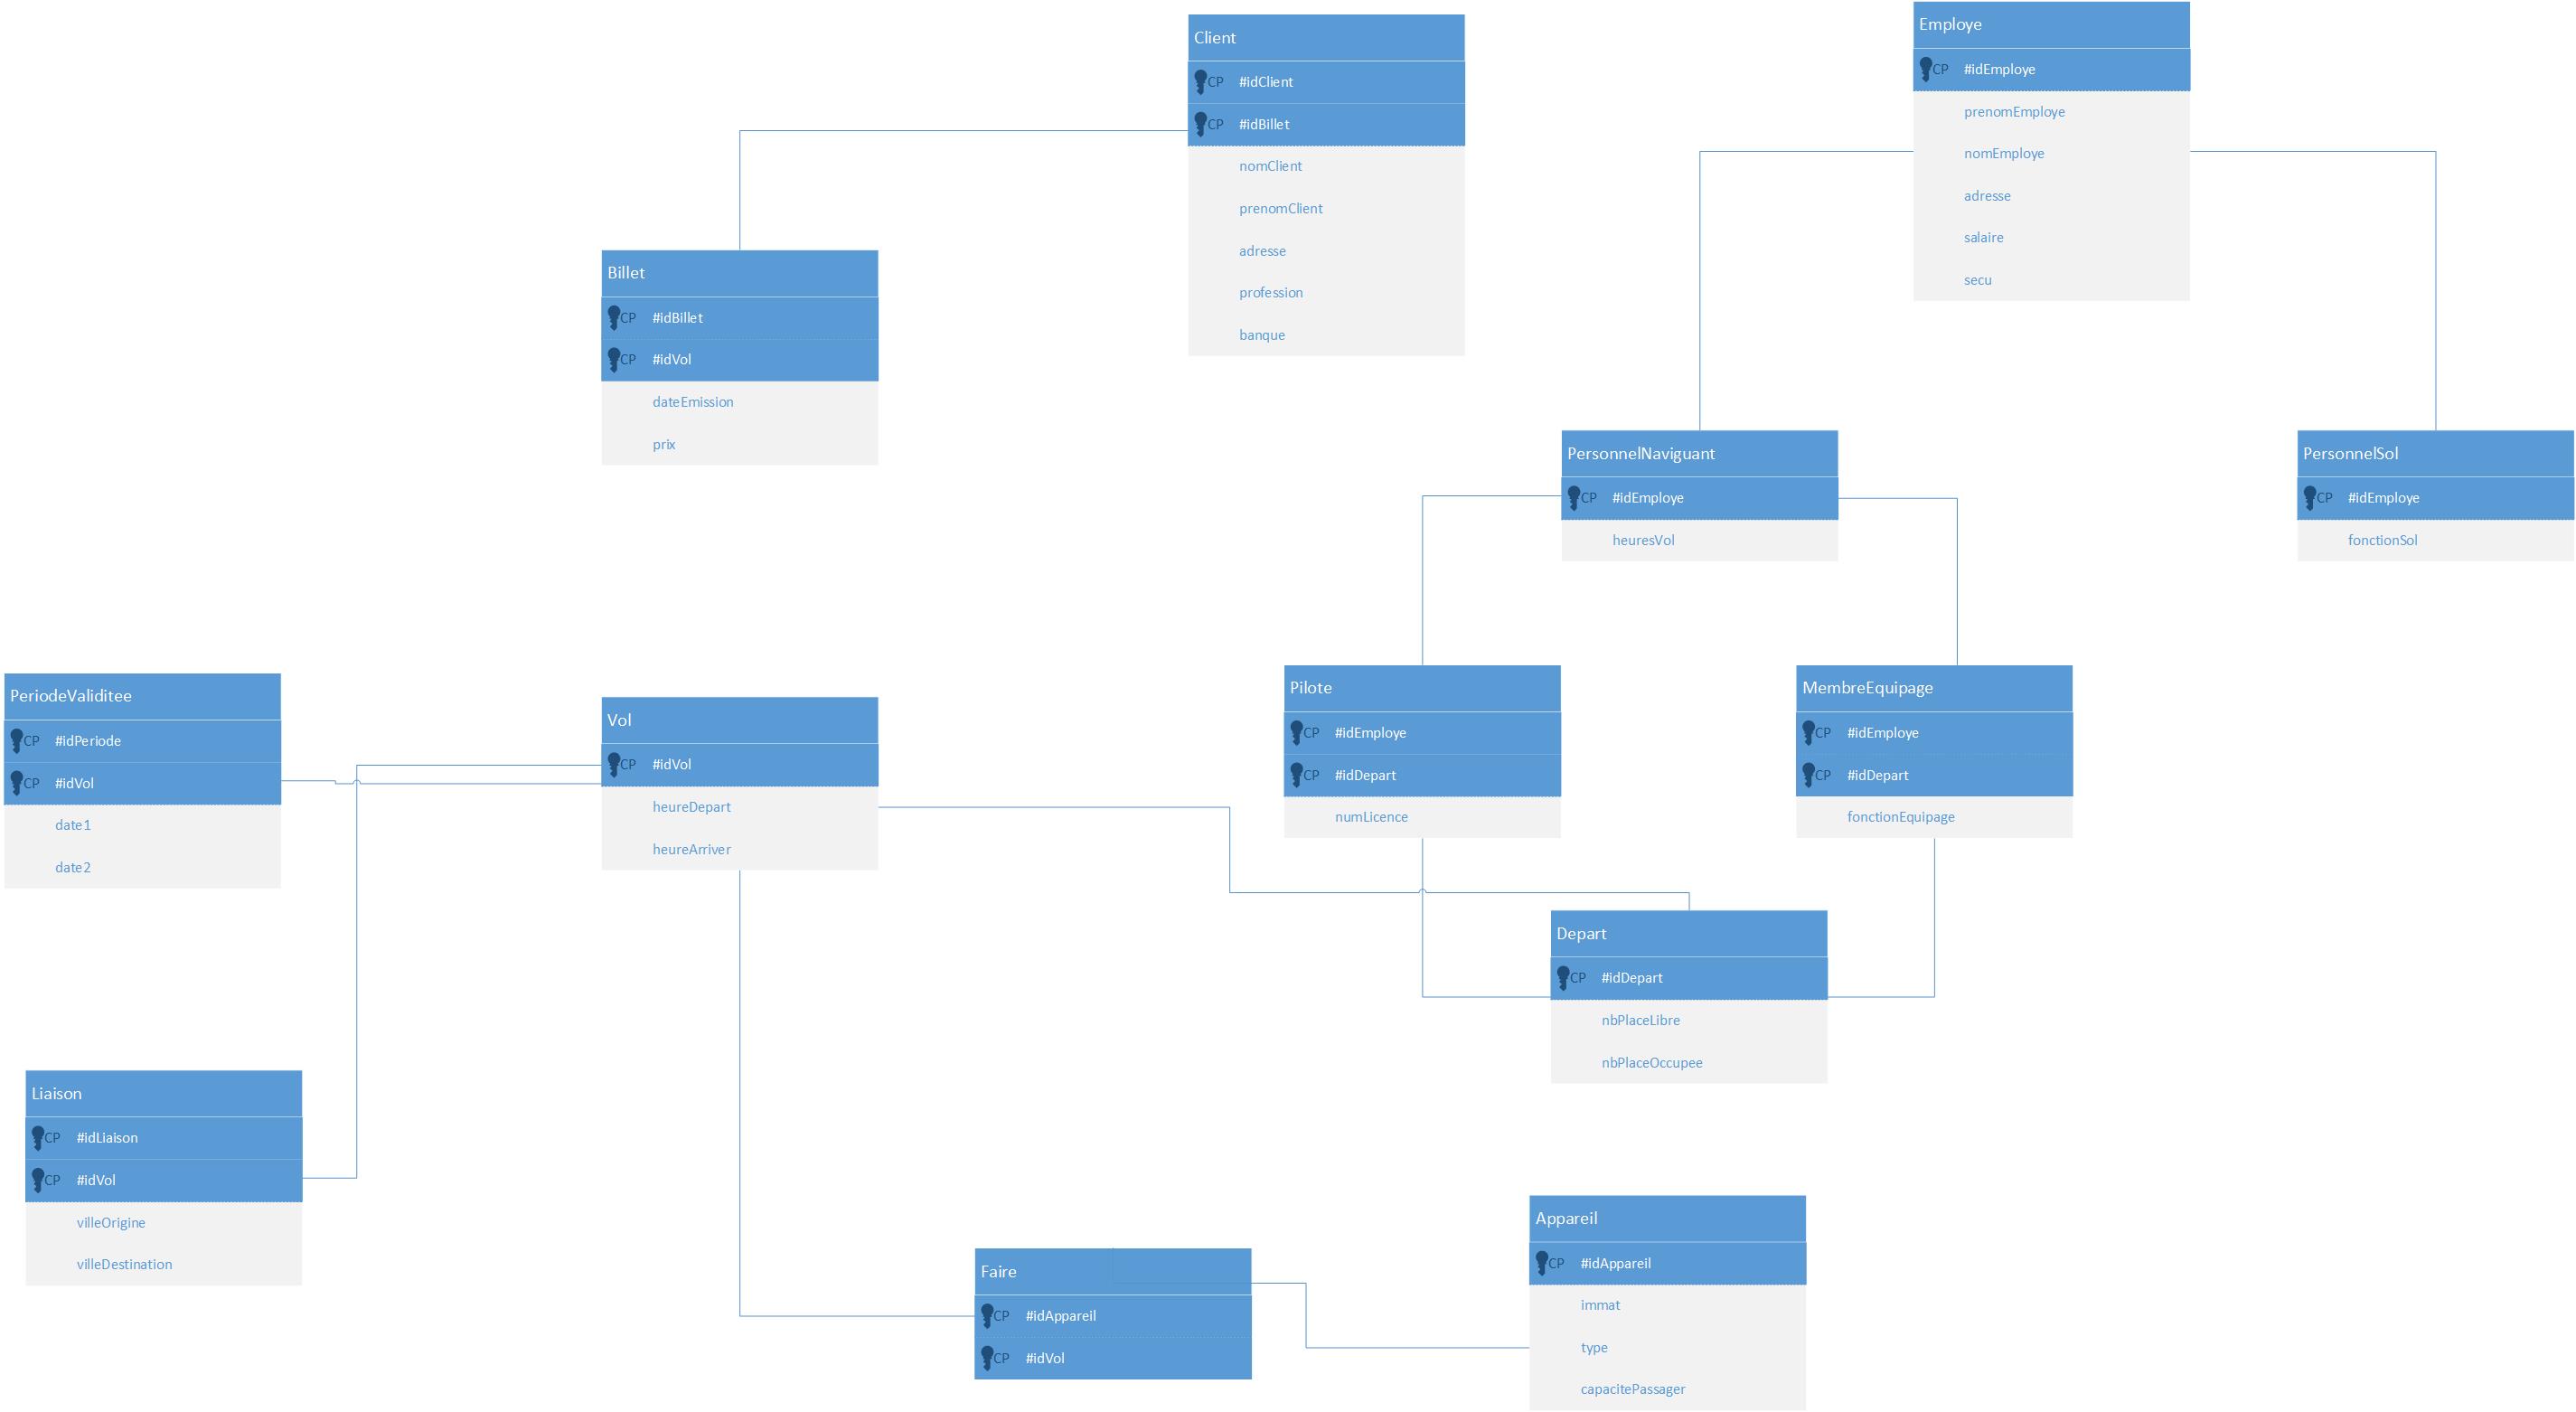 Client
CP #idClient
CP #idBillet
nomClient
prenomClient
adresse
profession
banque
Employe
CP #idEmploye
prenomEmploye
nomEmploye
adresse
salaire
secu
Billet
CP #idBillet
CP #idVol
dateEmission
prix
PersonnelNaviguant
CP #idEmploye
heuresVol
PersonnelSol
CP #idEmploye
fonctionSol
PeriodeValiditee
CP #idPeriode
CP #idVol
date1
date2
Vol
CP #idVol
heureDepart
heureArriver
Pilote
CP #idEmploye
CP #idDepart
numLicence
MembreEquipage
CP #idEmploye
CP #idDepart
fonctionEquipage
Depart
CP #idDepart
nbPlaceLibre
nbPlaceOccupee
Liaison
CP #idLiaison
CP #idVol
villeOrigine
villeDestination
Faire
CP #idAppareil
CP #idVol
Appareil
CP #idAppareil
immat
type
capacitePassager